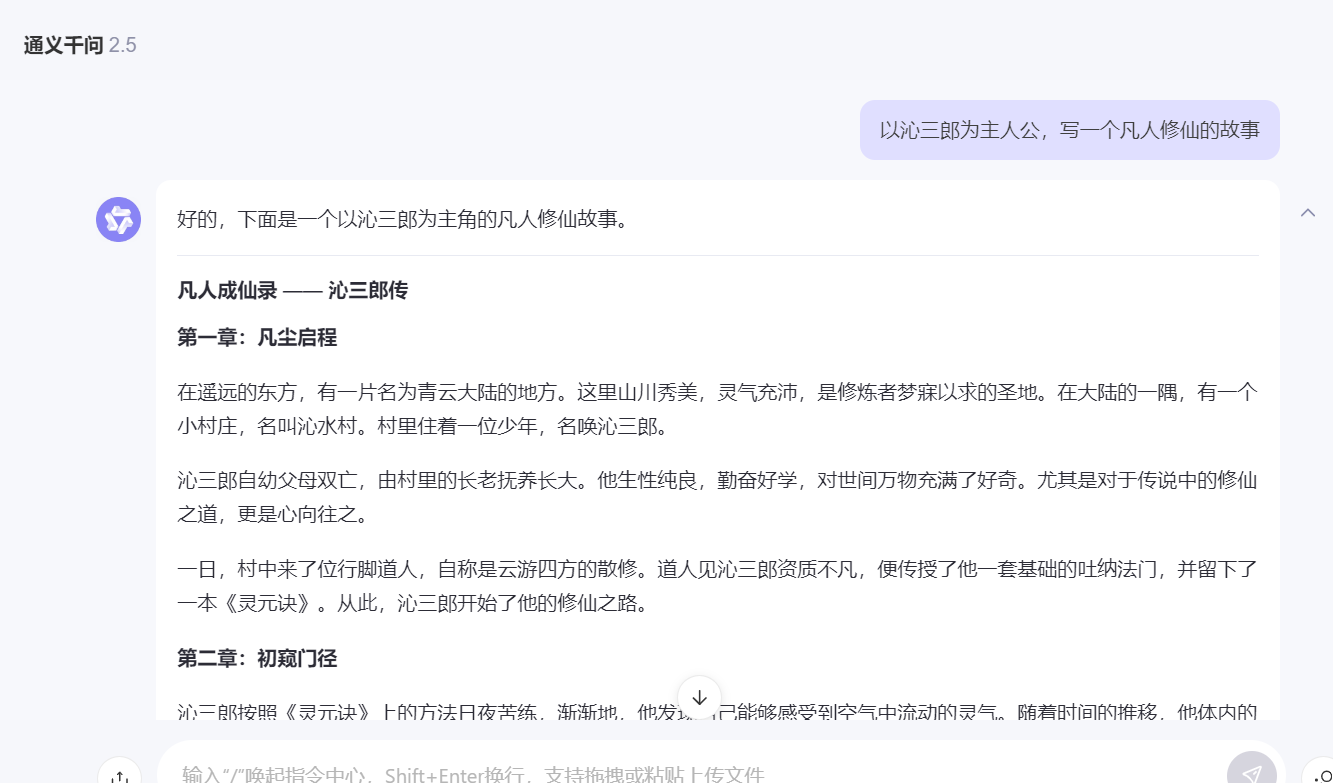 通义千问 2.5
以沁三郎为主人公，写一个凡人修仙的故事
好的，下面是一个以沁三郎为主角的凡人修仙故事。
凡人成仙录 —— 沁三郎传
第一章：凡尘启程
在遥远的东方，有一片名为青云大陆的地方。这里山川秀美，灵气充沛，是修炼者梦寐以求的圣地。在大陆的一隅，有一个
小村庄，名叫沁水村。村里住着一位少年，名唤沁三郎。
沁三郎自幼父母双亡，由村里的长老抚养长大。他生性纯良，勤奋好学，对世间万物充满了好奇。尤其是对于传说中的修仙
之道，更是心向往之。
一日，村中来了位行脚道人，自称是云游四方的散修。道人见沁三郎资质不凡，便传授了他一套基础的吐纳法门，并留下了
一本《灵元诀》。从此，沁三郎开始了他的修仙之路。
第二章：初窥门径
沁三郎按照《灵元诀》上的方法日夜苦练，渐渐地，他发现自己能够感受到空气中流动的灵气。随着时间的推移，他体内的
输入“/”唤起指令中心，Shift+Enter换行，支持拖拽或粘贴上传文件